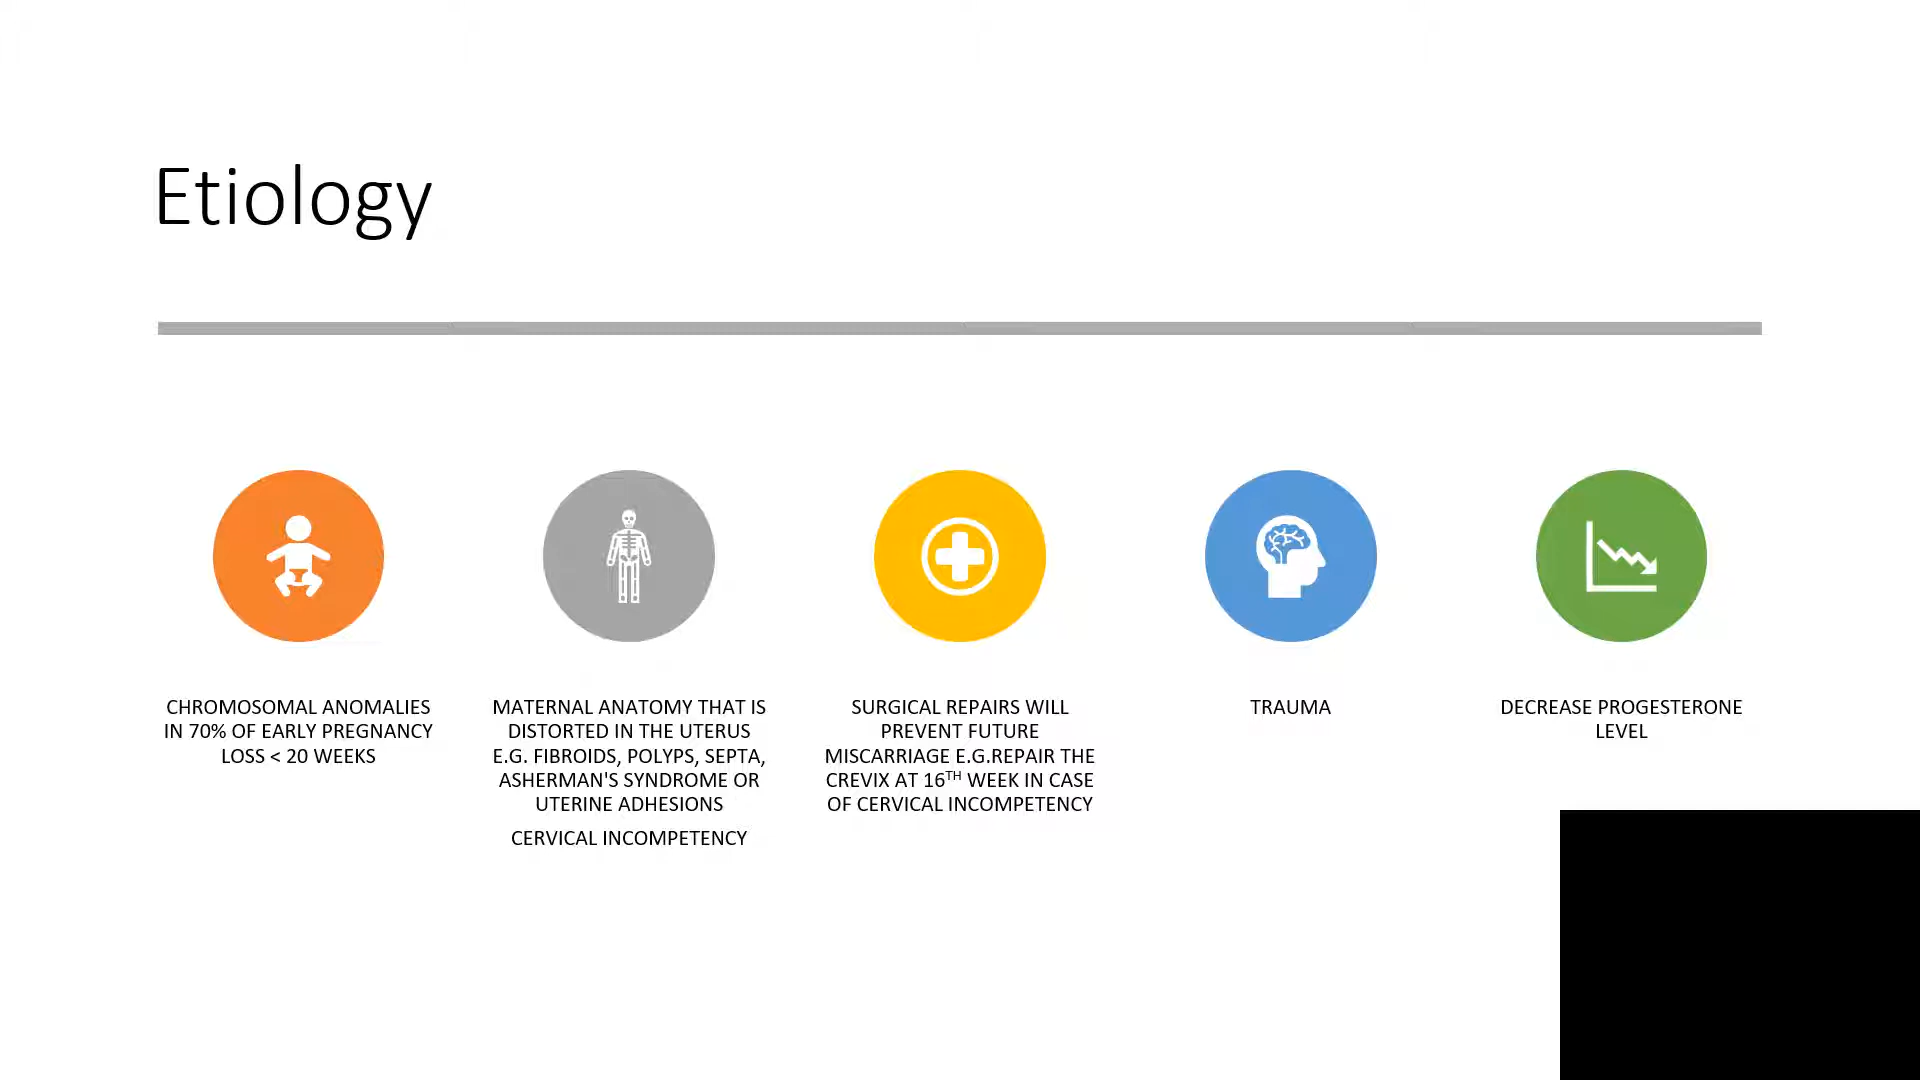 Etiology
CHROMOSOMAL ANOMALIES
IN 70% OF EARLY PREGNANCY
LOSS < 20 WEEKS
MATERNAL ANATOMY THAT IS
DISTORTED IN THE UTERUS
E.G. FIBROIDS, POLYPS, SEPTA,
ASHERMAN'S SYNDROME OR
UTERINE ADHESIONS
CERVICAL INCOMPETENCY
SURGICAL REPAIRS WILL
PREVENT FUTURE
MISCARRIAGE E.G.REPAIR THE
CREVIX AT 16TH WEEK IN CASE
OF CERVICAL INCOMPETENCY
TRAUMA
DECREASE PROGESTERONE
LEVEL